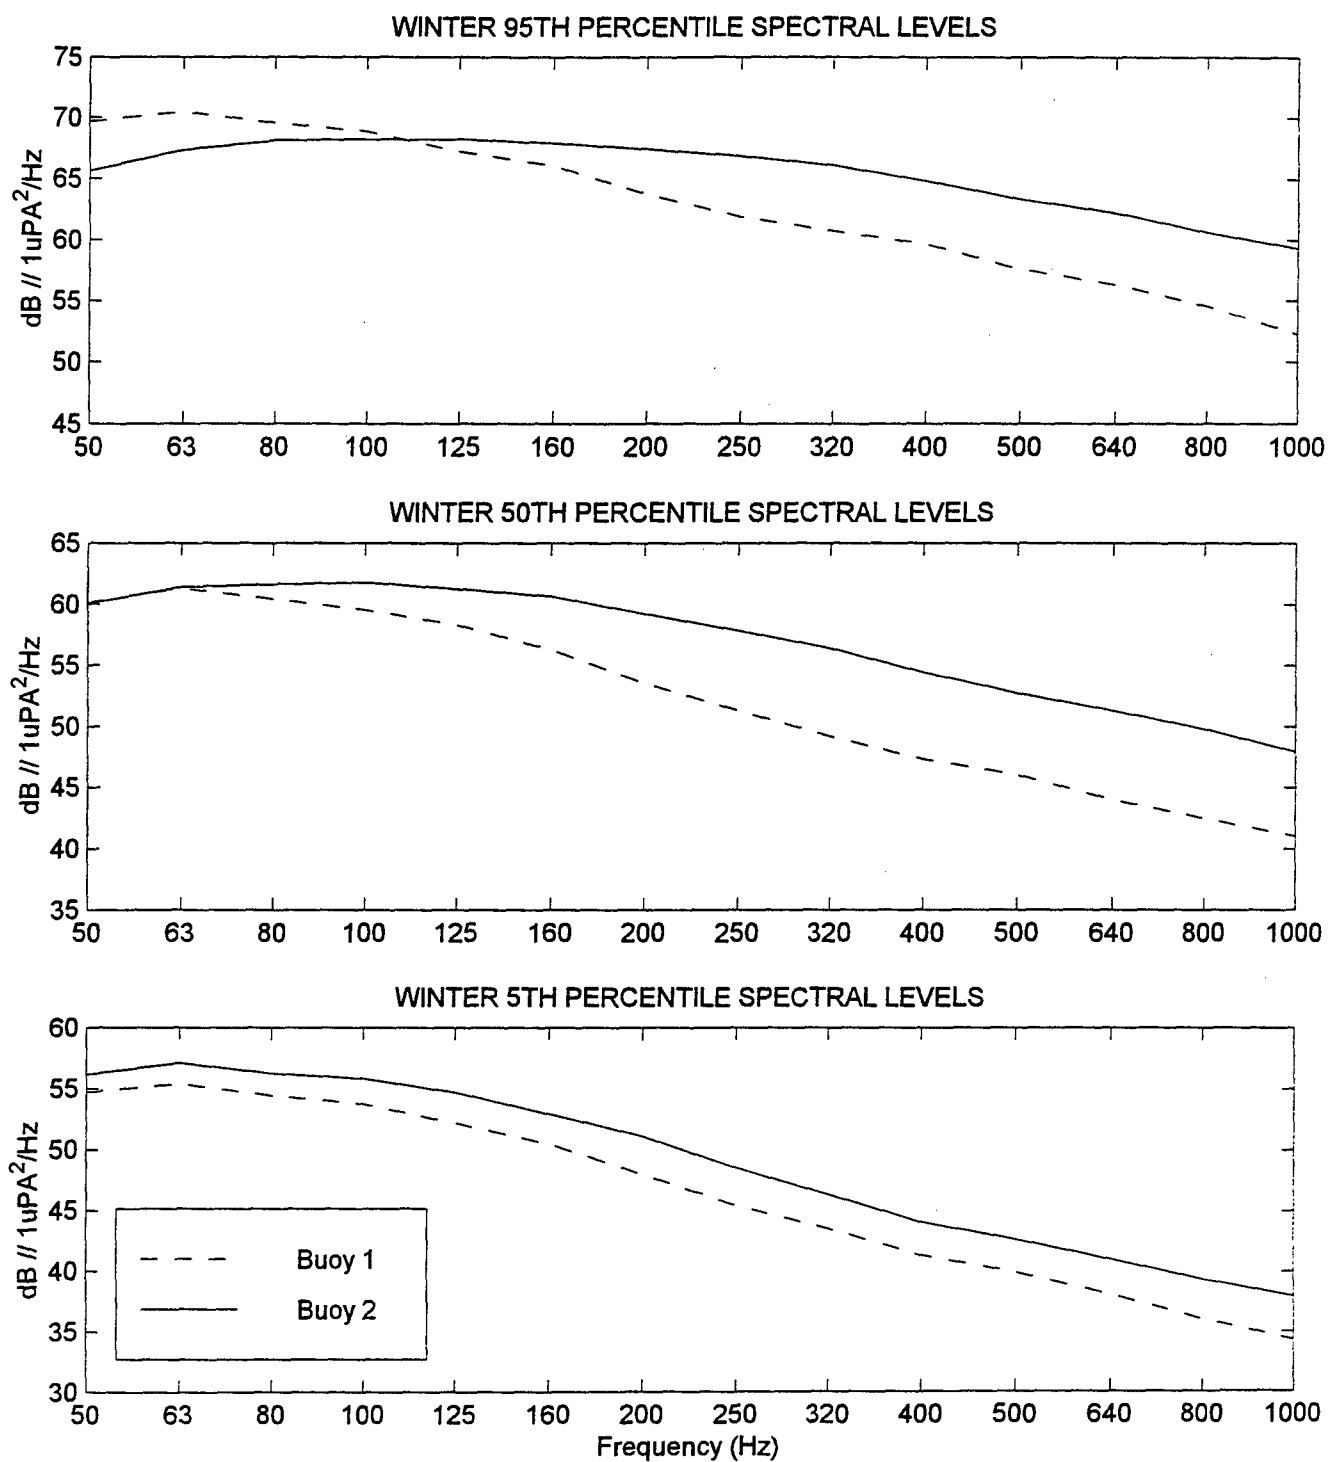 WINTER 95TH PERCENTILE SPECTRAL LEVELS
75
70
65
60
55
50
45
dB // 1uPA²/Hz
50 63 80 100 125 160 200 250 320 400 500 640 800 1000
WINTER 50TH PERCENTILE SPECTRAL LEVELS
65
60
55
50
45
40
35
dB // 1uPA²/Hz
50 63 80 100 125 160 200 250 320 400 500 640 800 1000
WINTER 5TH PERCENTILE SPECTRAL LEVELS
60
55
50
45
40
35
30
dB // 1uPA²/Hz
Buoy 1
Buoy 2
50 63 80 100 125 160 200 250 320 400 500 640 800 1000
Frequency (Hz)